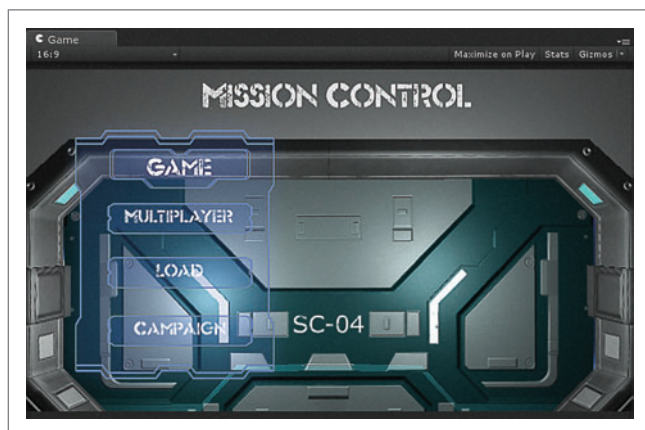 Game
16:9
Maximize on Play Stats Gizmos
MISSION CONTROL
GAME
MULTIPLAYER
LOAD
CAMPAIGN
SC-04